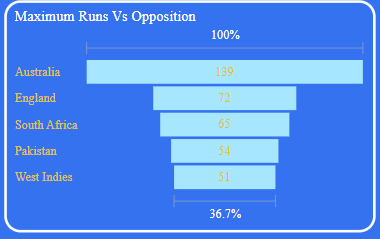 Maximum Runs Vs Opposition
100%
Australia 139
England 72
South Africa 65
Pakistan 54
West Indies 51
36.7%